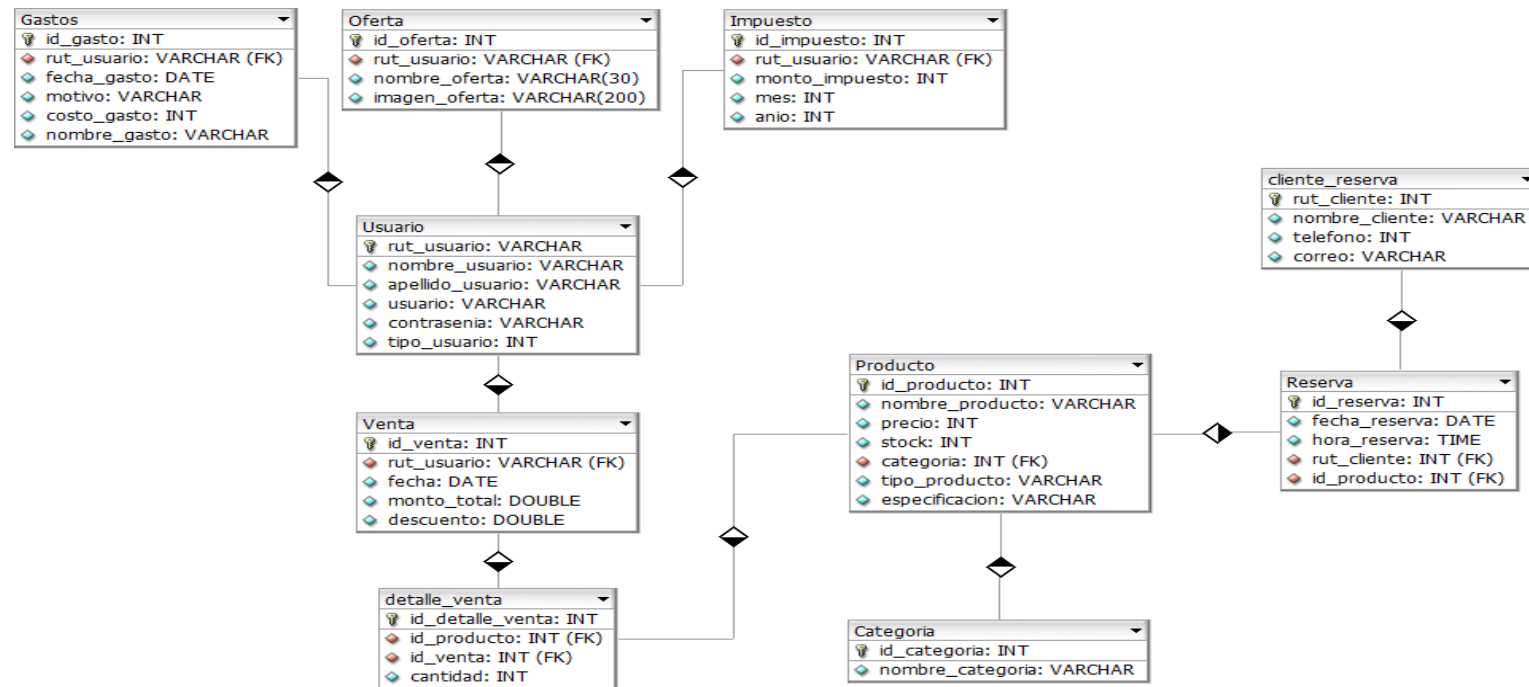 Gastos
id_gasto: INT
rut_usuario: VARCHAR (FK)
fecha_gasto: DATE
motivo: VARCHAR
costo_gasto: INT
nombre_gasto: VARCHAR
Oferta
id_oferta: INT
rut_usuario: VARCHAR (FK)
nombre_oferta: VARCHAR(30)
imagen_oferta: VARCHAR(200)
Impuesto
id_impuesto: INT
rut_usuario: VARCHAR (FK)
monto_impuesto: INT
mes: INT
anio: INT
cliente_reserva
rut_cliente: INT
nombre_cliente: VARCHAR
telefono: INT
correo: VARCHAR
Usuario
rut_usuario: VARCHAR
nombre_usuario: VARCHAR
apellido_usuario: VARCHAR
usuario: VARCHAR
contrasenia: VARCHAR
tipo_usuario: INT
Producto
id_producto: INT
nombre_producto: VARCHAR
precio: INT
stock: INT
categoria: INT (FK)
tipo_producto: VARCHAR
especificacion: VARCHAR
Reserva
id_reserva: INT
fecha_reserva: DATE
hora_reserva: TIME
rut_cliente: INT (FK)
id_producto: INT (FK)
Venta
id_venta: INT
rut_usuario: VARCHAR (FK)
fecha: DATE
monto_total: DOUBLE
descuento: DOUBLE
detalle_venta
id_detalle_venta: INT
id_producto: INT (FK)
id_venta: INT (FK)
cantidad: INT
Categoria
id_categoria: INT
nombre_categoria: VARCHAR